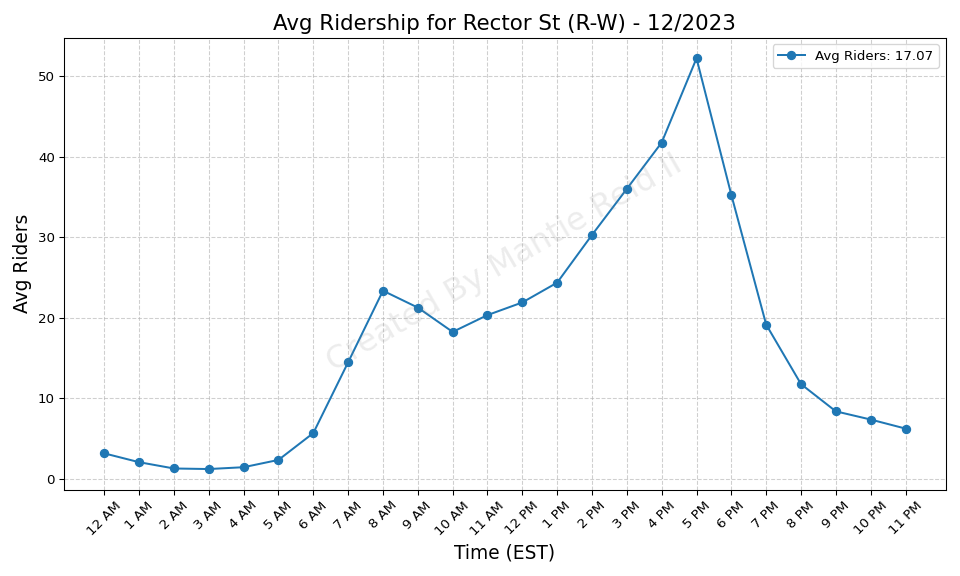 Avg Ridership for Rector St (R-W) - 12/2023
Avg Riders: 17.07
Avg Riders
50
40
30
20
10
0
Created By Mantie Reid II
12 AM
1 AM
2 AM
3 AM
4 AM
5 AM
6 AM
7 AM
8 AM
9 AM
10 AM
11 AM
12 PM
1 PM
2 PM
3 PM
4 PM
5 PM
6 PM
7 PM
8 PM
9 PM
10 PM
11 PM
Time (EST)